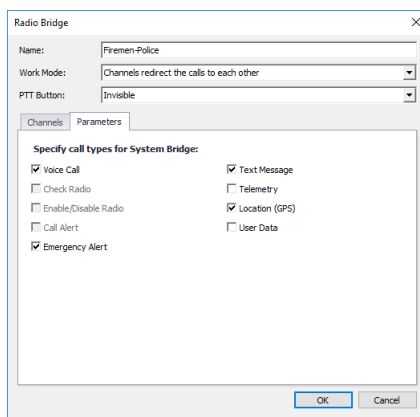 Radio Bridge
Name: Firemen-Police
Work Mode: Channels redirect the calls to each other
PTT Button: Invisible
Channels Parameters
Specify call types for System Bridge:
Voice Call Text Message
Check Radio Telemetry
Enable/Disable Radio Location (GPS)
Call Alert User Data
Emergency Alert
OK Cancel